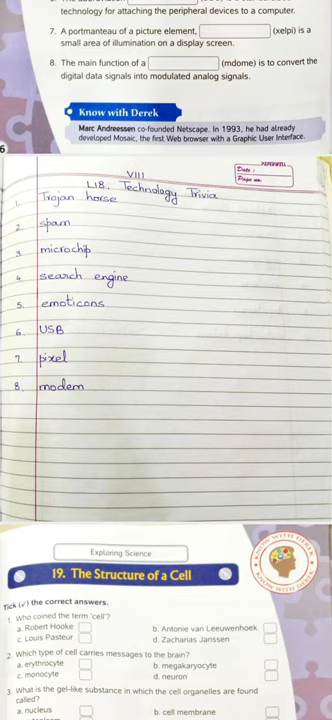 technology for attaching the peripheral devices to a computer.
7. A portmanteau of a picture element, (xelpi) is a
small area of illumination on a display screen.
8. The main function of a (mdome) is to convert the
digital data signals into modulated analog signals.
Know with Derek
Marc Andreessen co-founded Netscape. In 1993, he had already
developed Mosaic, the first Web browser with a Graphic User Interface.
6
PAPERWELL
Date :
Page no.
VIII
L18. Technology Trivia
1. Trojan horse
2. spam
3. microchip
4. search engine
5. emoticons
6. USB
7. pixel
8. modem
Exploring Science
19. The Structure of a Cell
KNOW WITH DEREK
KNOW WITH DEREK
Tick (✓) the correct answers.
1. Who coined the term 'cell'?
a. Robert Hooke b. Antonie van Leeuwenhoek
c. Louis Pasteur d. Zacharias Janssen
2. Which type of cell carries messages to the brain?
a. erythrocyte b. megakaryocyte
c. monocyte d. neuron
3. What is the gel-like substance in which the cell organelles are found
called?
a. nucleus b. cell membrane